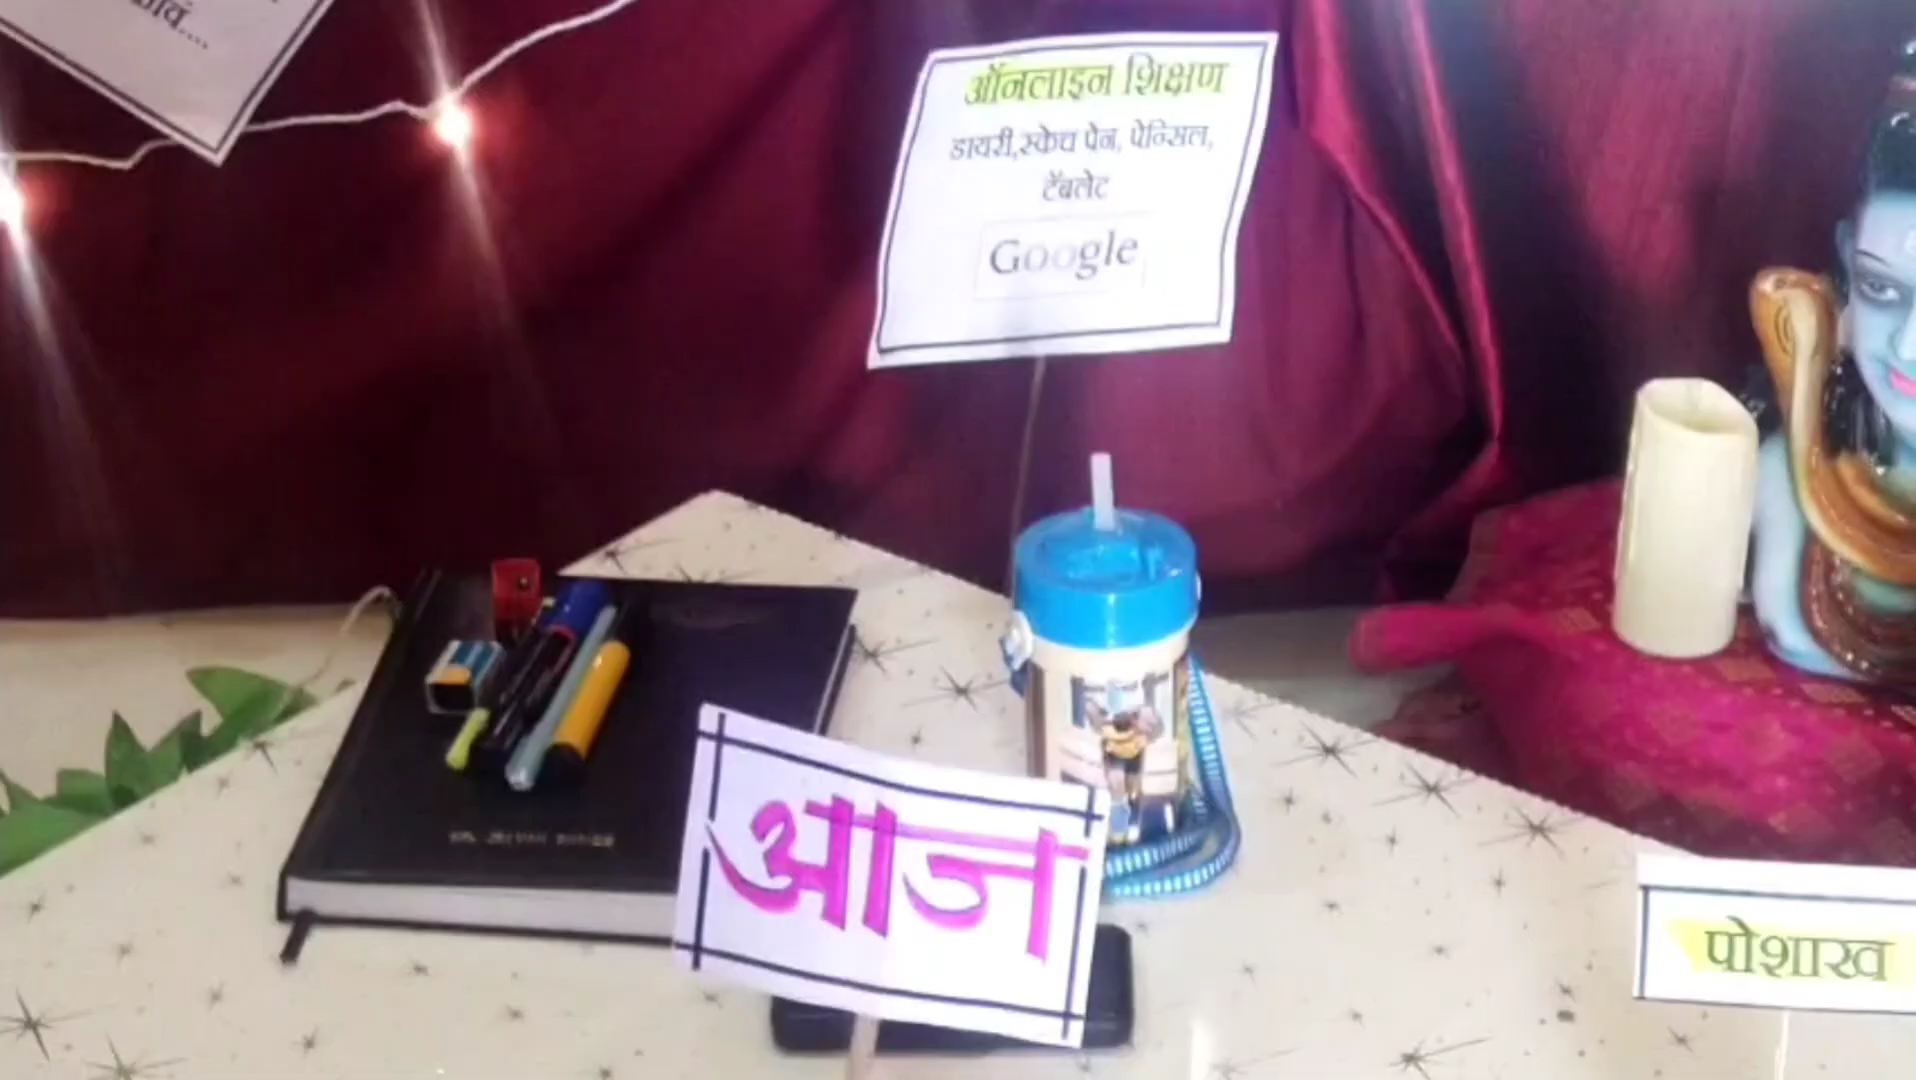 ऑनलाइन शिक्षण
डायरी,स्केच पेन, पेन्सिल,
टॅबलेट
Google
आज
पोशाख